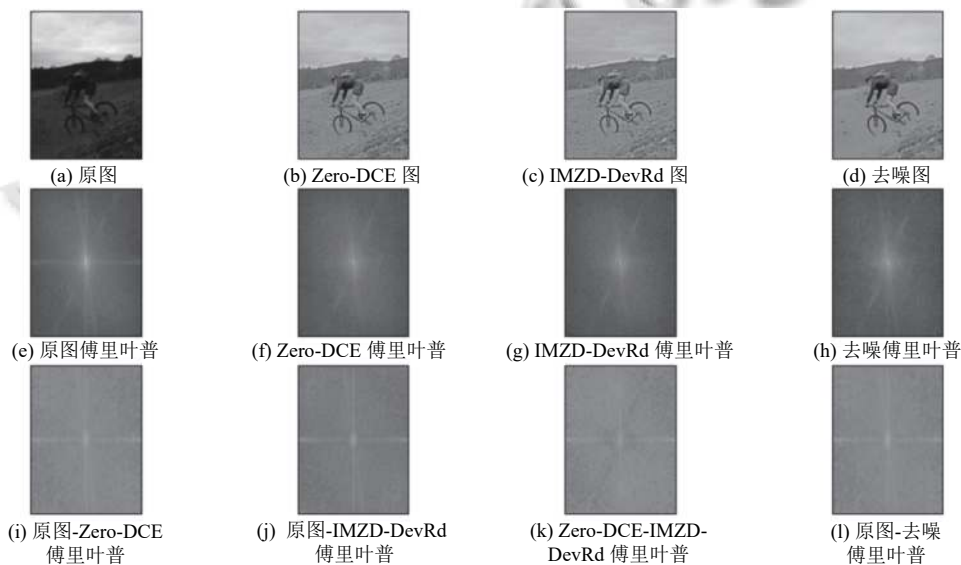 (a) 原图
(b) Zero-DCE 图
(c) IMZD-DevRd 图
(d) 去噪图
(e) 原图傅里叶普
(f) Zero-DCE 傅里叶普
(g) IMZD-DevRd 傅里叶普
(h) 去噪傅里叶普
(i) 原图-Zero-DCE
傅里叶普
(j) 原图-IMZD-DevRd
傅里叶普
(k) Zero-DCE-IMZD-
DevRd 傅里叶普
(l) 原图-去噪
傅里叶普